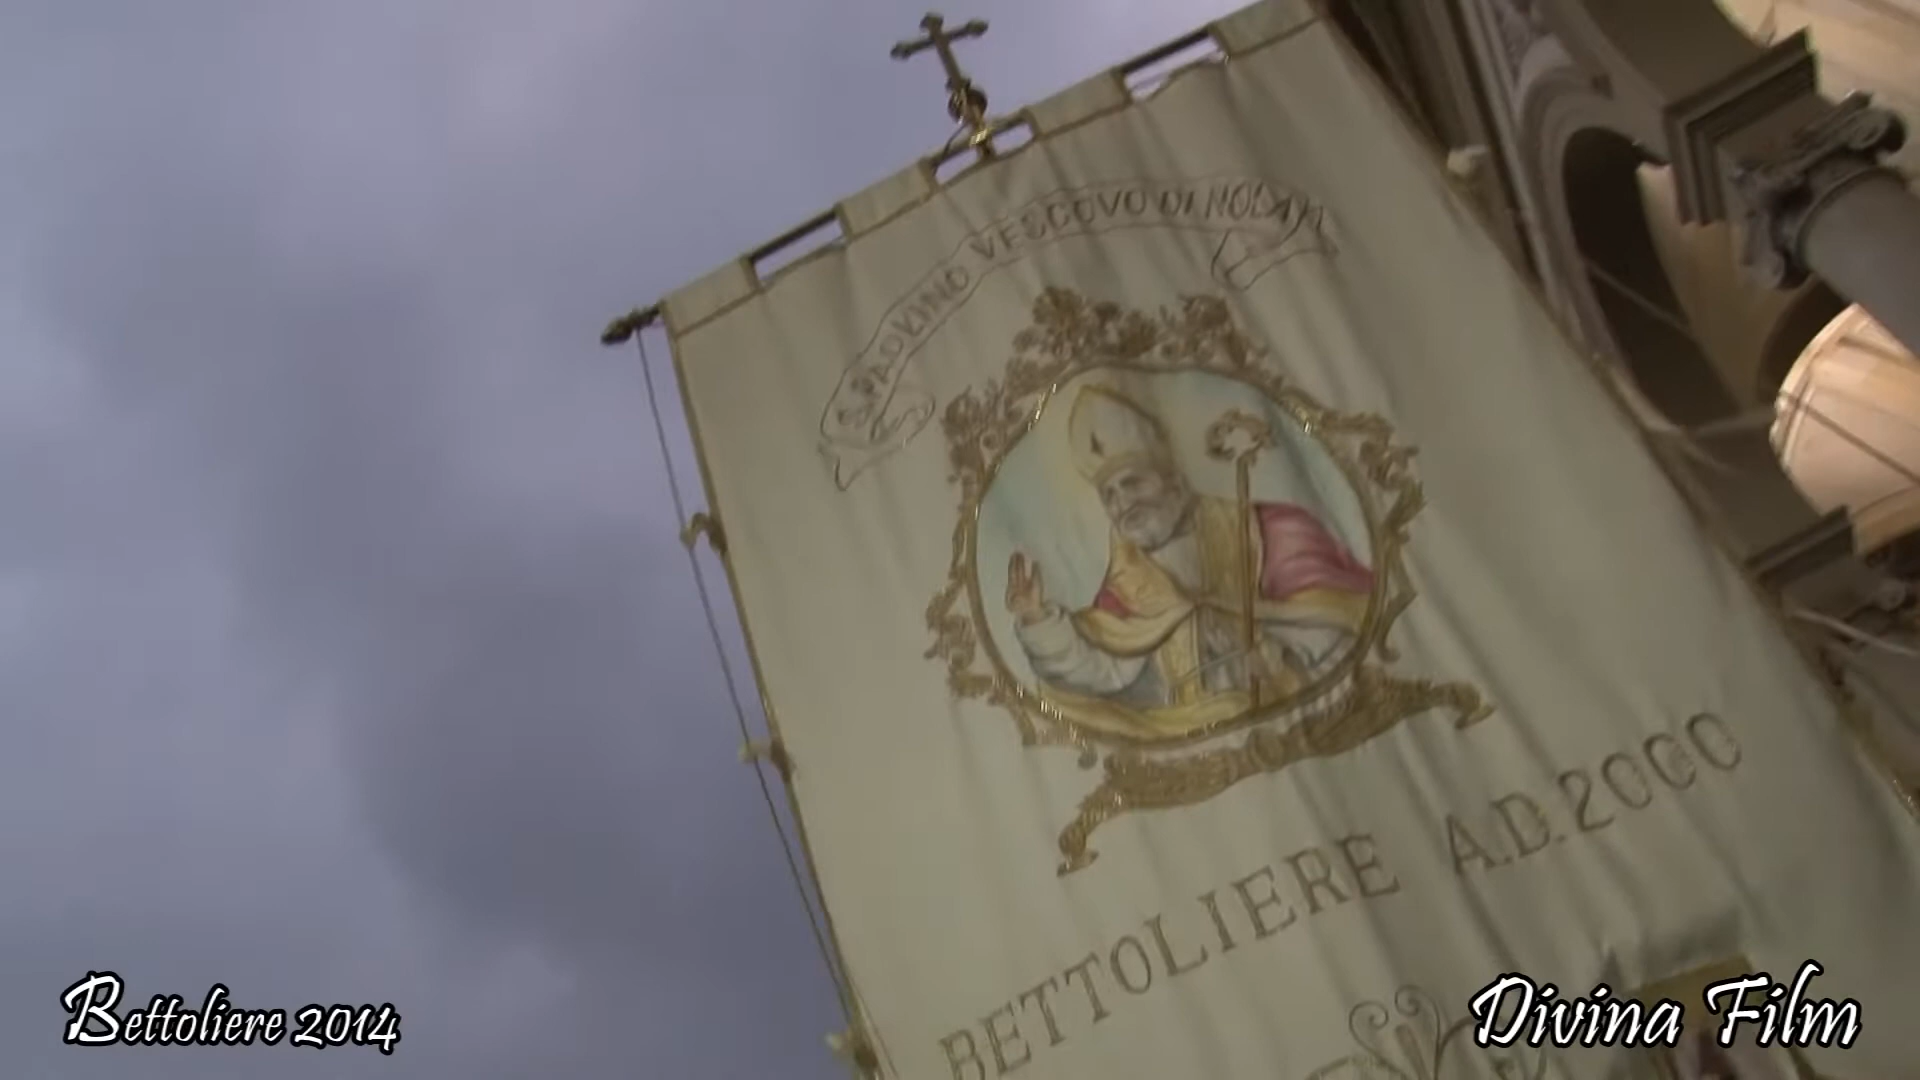 S. PAOLINO VESCOVO DI NOLA
BETTOLIERE A.D. 2000
Bettoliere 2014
Divina Film